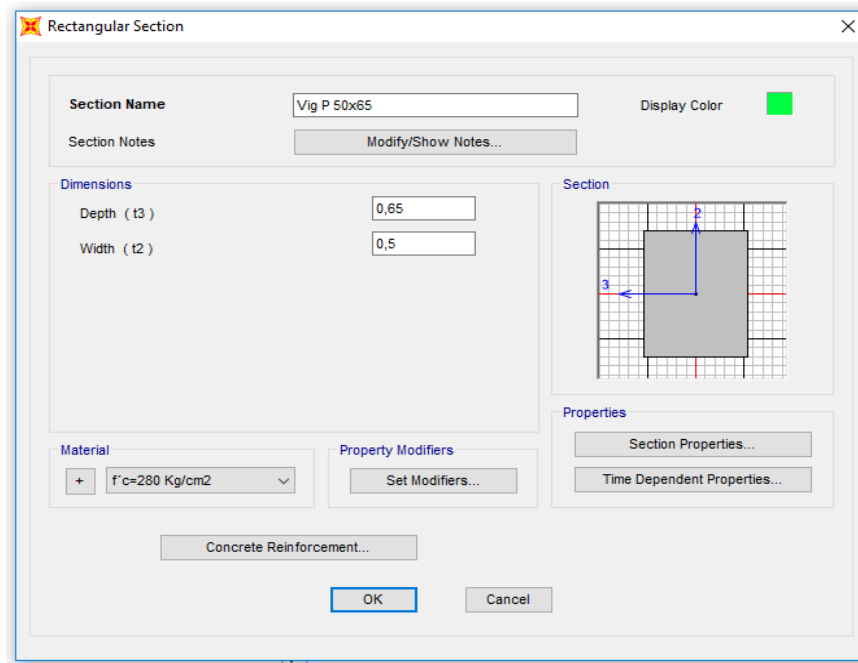 Rectangular Section
Section Name Vig P 50x65 Display Color
Section Notes Modify/Show Notes...
Dimensions
Depth ( t3 ) 0,65
Width ( t2 ) 0,5
Section
2
3
Properties
Section Properties...
Time Dependent Properties...
Material
+ f´c=280 Kg/cm2
Property Modifiers
Set Modifiers...
Concrete Reinforcement...
OK Cancel